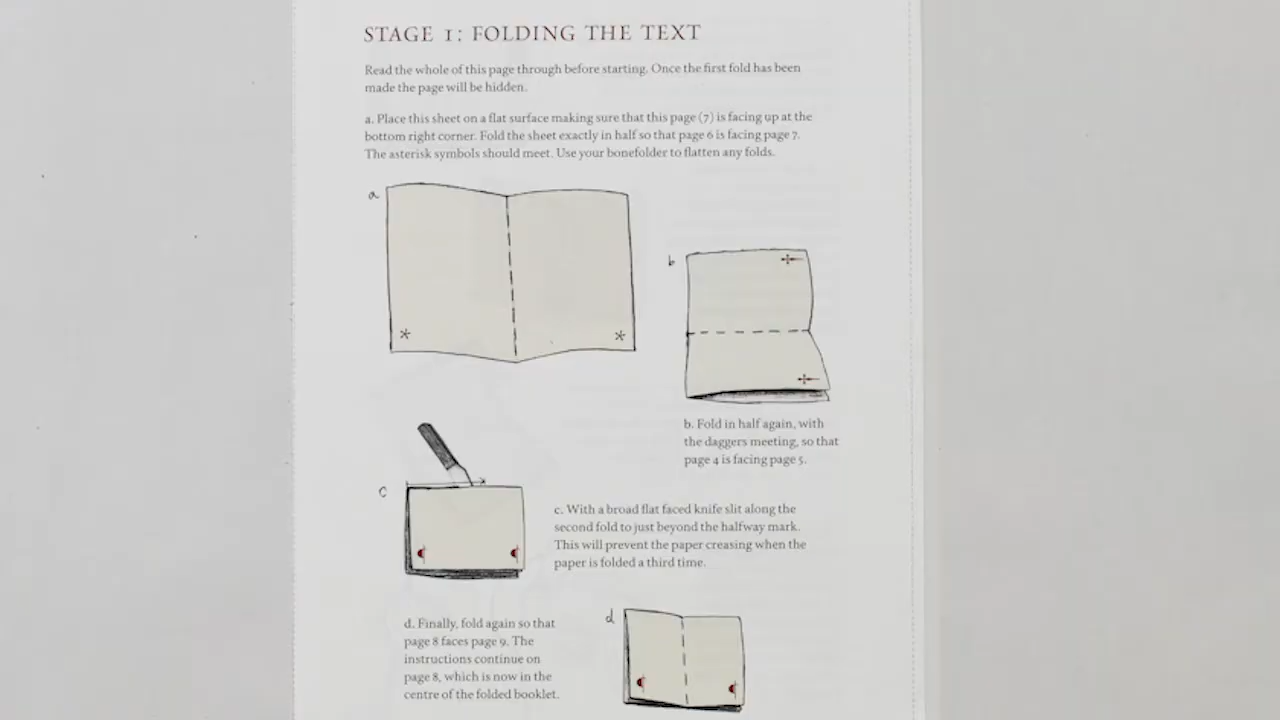 STAGE 1: FOLDING THE TEXT
Read the whole of this page through before starting. Once the first fold has been
made the page will be hidden.
a. Place this sheet on a flat surface making sure that this page (7) is facing up at the
bottom right corner. Fold the sheet exactly in half so that page 6 is facing page 7.
The asterisk symbols should meet. Use your bonefolder to flatten any folds.
a
* *
b
b. Fold in half again, with
the daggers meeting, so that
page 4 is facing page 5.
c
c. With a broad flat faced knife slit along the
second fold to just beyond the halfway mark.
This will prevent the paper creasing when the
paper is folded a third time.
d
d. Finally, fold again so that
page 8 faces page 9. The
instructions continue on
page 8, which is now in the
centre of the folded booklet.